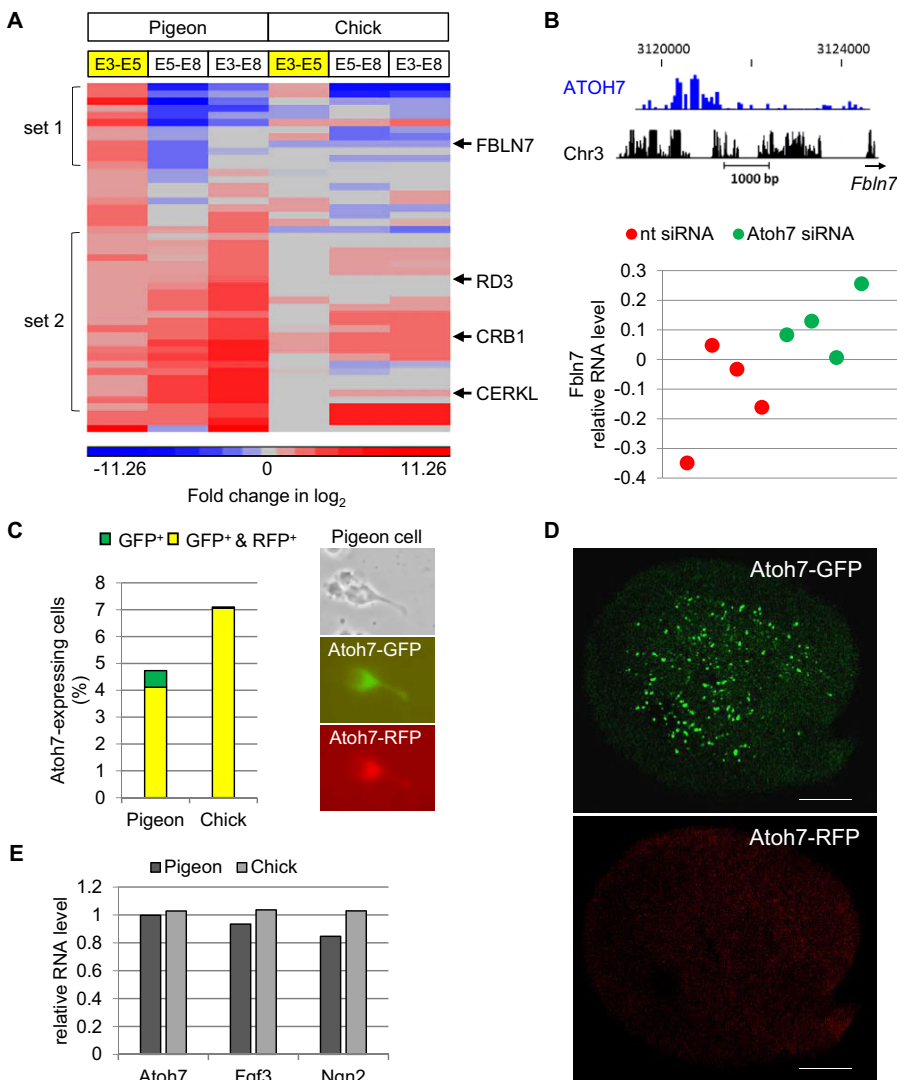 A
Pigeon Chick
E3-E5 E5-E8 E3-E8 E3-E5 E5-E8 E3-E8
set 1
FBLN7
RD3
set 2
CRB1
CERKL
-11.26 0 11.26
Fold change in log2
B
3120000 3124000
ATOH7
Chr3
1000 bp
Fbln7
nt siRNA Atoh7 siRNA
Fbln7
relative RNA level
0.3
0.2
0.1
0
-0.1
-0.2
-0.3
-0.4
C
GFP+ GFP+ & RFP+
Atoh7-expressing cells
(%)
8
7
6
5
4
3
2
1
0
Pigeon Chick
Pigeon cell
Atoh7-GFP
Atoh7-RFP
D
Atoh7-GFP
Atoh7-RFP
E
Pigeon Chick
relative RNA level
1.2
1
0.8
0.6
0.4
0.2
0
Atoh7 Fgf3 Ngn2